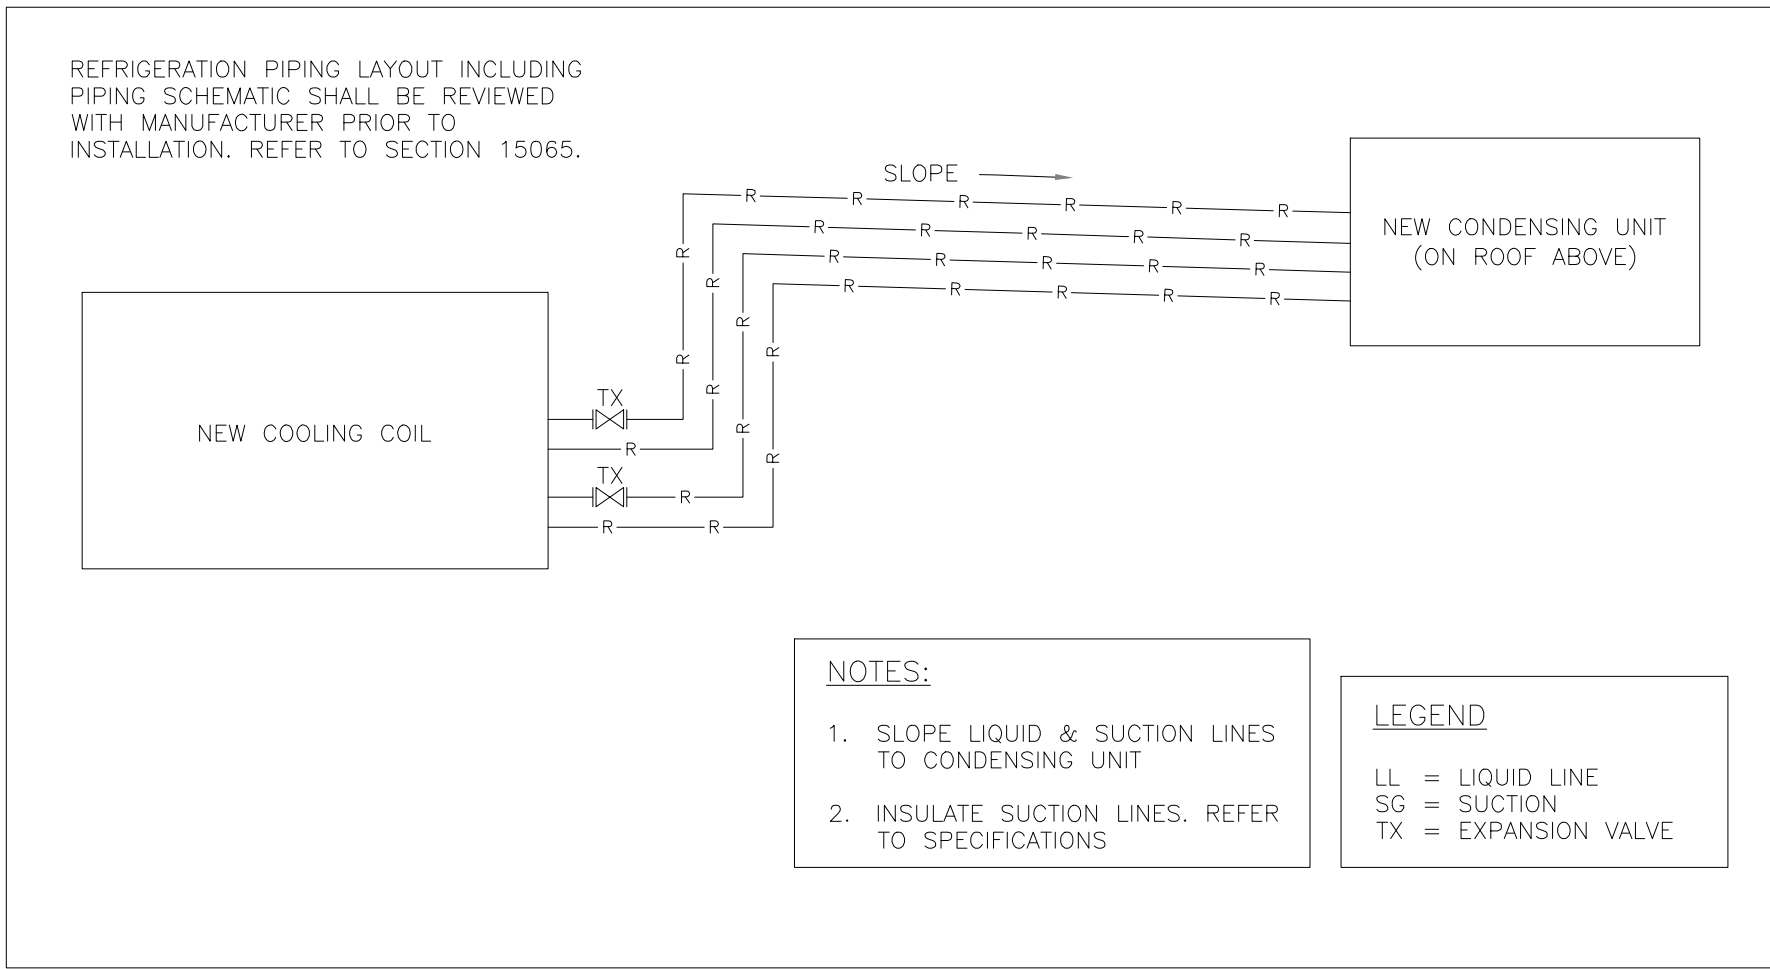 REFRIGERATION PIPING LAYOUT INCLUDING
PIPING SCHEMATIC SHALL BE REVIEWED
WITH MANUFACTURER PRIOR TO
INSTALLATION. REFER TO SECTION 15065.
SLOPE
R R R R R R
R R R R R
R R R R R
R R R R R
NEW CONDENSING UNIT
(ON ROOF ABOVE)
R
R
R
R
R
R
R
R
TX
NEW COOLING COIL
R
TX
R
R R
NOTES:
1. SLOPE LIQUID & SUCTION LINES
TO CONDENSING UNIT
2. INSULATE SUCTION LINES. REFER
TO SPECIFICATIONS
LEGEND
LL = LIQUID LINE
SG = SUCTION
TX = EXPANSION VALVE